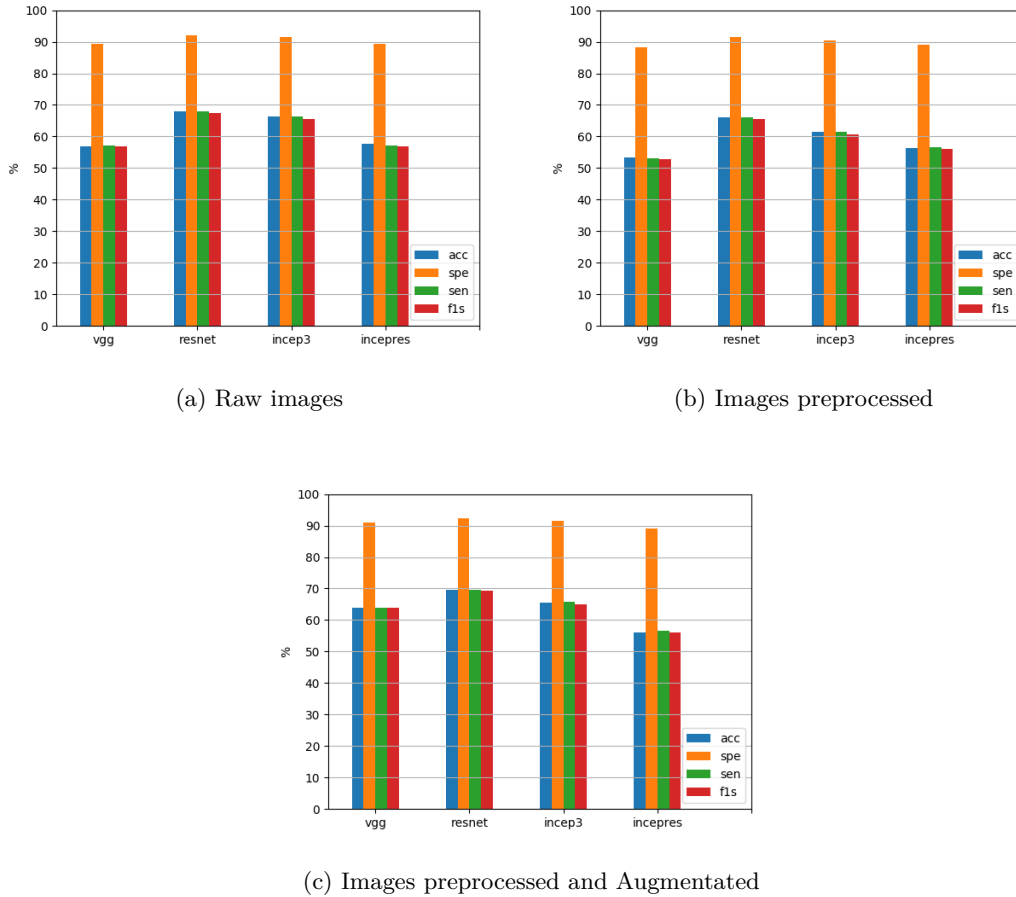 100
90
80
70
60
50
40
30
20
10
0
%
acc
spe
sen
f1s
vgg resnet incep3 incepres
(a) Raw images
100
90
80
70
60
50
40
30
20
10
0
%
acc
spe
sen
f1s
vgg resnet incep3 incepres
(b) Images preprocessed
100
90
80
70
60
50
40
30
20
10
0
%
acc
spe
sen
f1s
vgg resnet incep3 incepres
(c) Images preprocessed and Augmentated